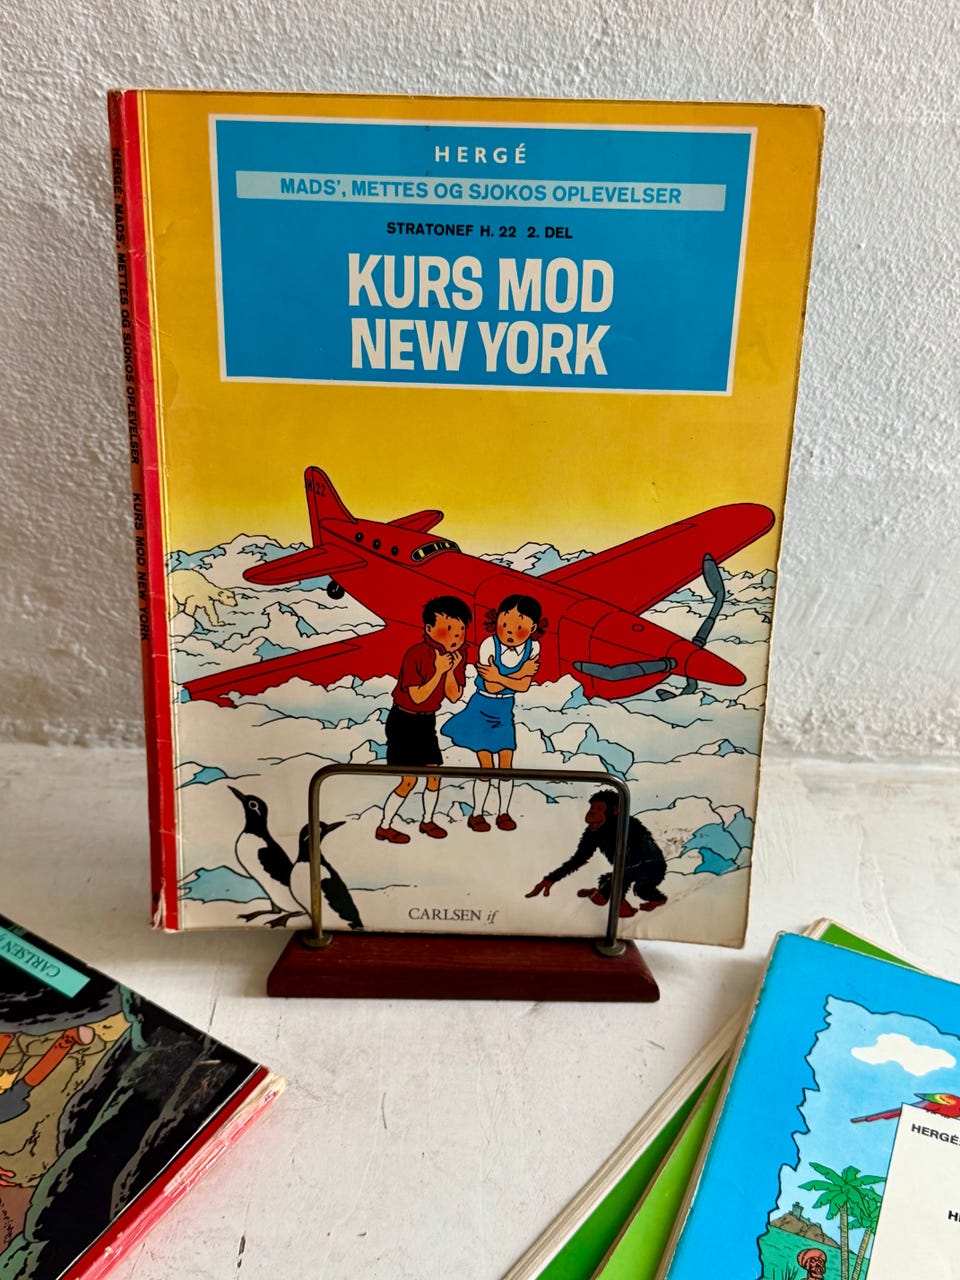 HERGÉ
MADS', METTES OG SJOKOS OPLEVELSER
STRATONEF H. 22 2. DEL
KURS MOD
NEW YORK
HERGÉ: MADS', METTES OG SJOKOS OPLEVELSER KURS MOD NEW YORK
H 22
CARLSEN if
CARLSEN
HERGÉ: